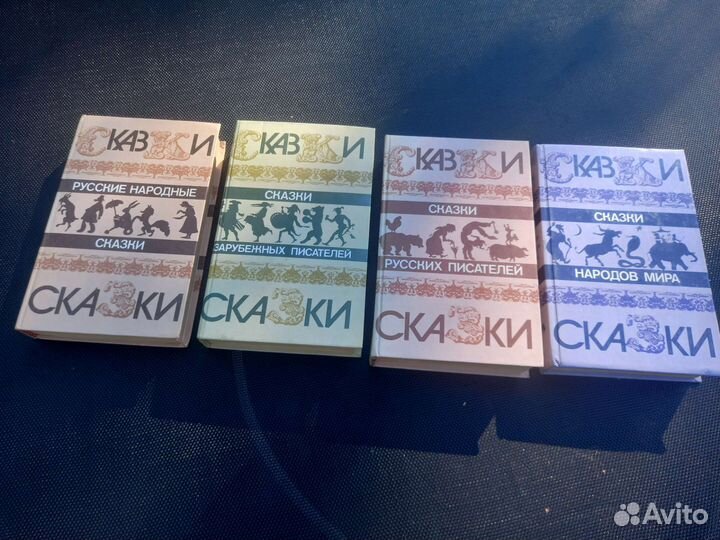 СКАЗКИ
РУССКИЕ НАРОДНЫЕ
СКАЗКИ
СКАЗКИ
СКАЗКИ
СКАЗКИ
ЗАРУБЕЖНЫХ ПИСАТЕЛЕЙ
СКАЗКИ
СКАЗКИ
СКАЗКИ
РУССКИХ ПИСАТЕЛЕЙ
СКАЗКИ
СКАЗКИ
СКАЗКИ
НАРОДОВ МИРА
СКАЗКИ
Avito